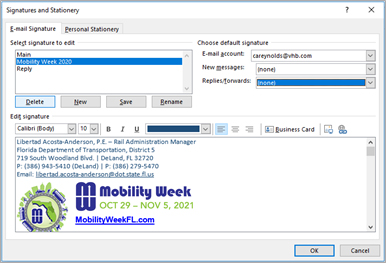 Signatures and Stationery
E-mail Signature
Personal Stationery
Select signature to edit
Main
Mobility Week 2020
Reply
Delete
New
Save
Rename
Choose default signature
E-mail account:
careynolds@vhb.com
New messages:
(none)
Replies/forwards:
(none)
Edit signature
Calibri (Body)
10
B
I
U
Business Card
Libertad Acosta-Anderson, P.E. – Rail Administration Manager
Florida Department of Transportation, District 5
719 South Woodland Blvd. | DeLand, FL 32720
P: (386) 943-5410 (DeLand) | P: (386) 279-5470
Email: libertad.acosta-anderson@dot.state.fl.us
Mobility Week
OCT 29 – NOV 5, 2021
MobilityWeekFL.com
OK
Cancel